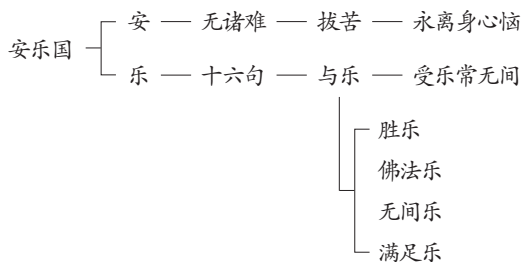 安 — 无诸难 — 拔苦 — 永离身心恼
安乐国
乐 — 十六句 — 与乐 — 受乐常无间
胜乐
佛法乐
无间乐
满足乐